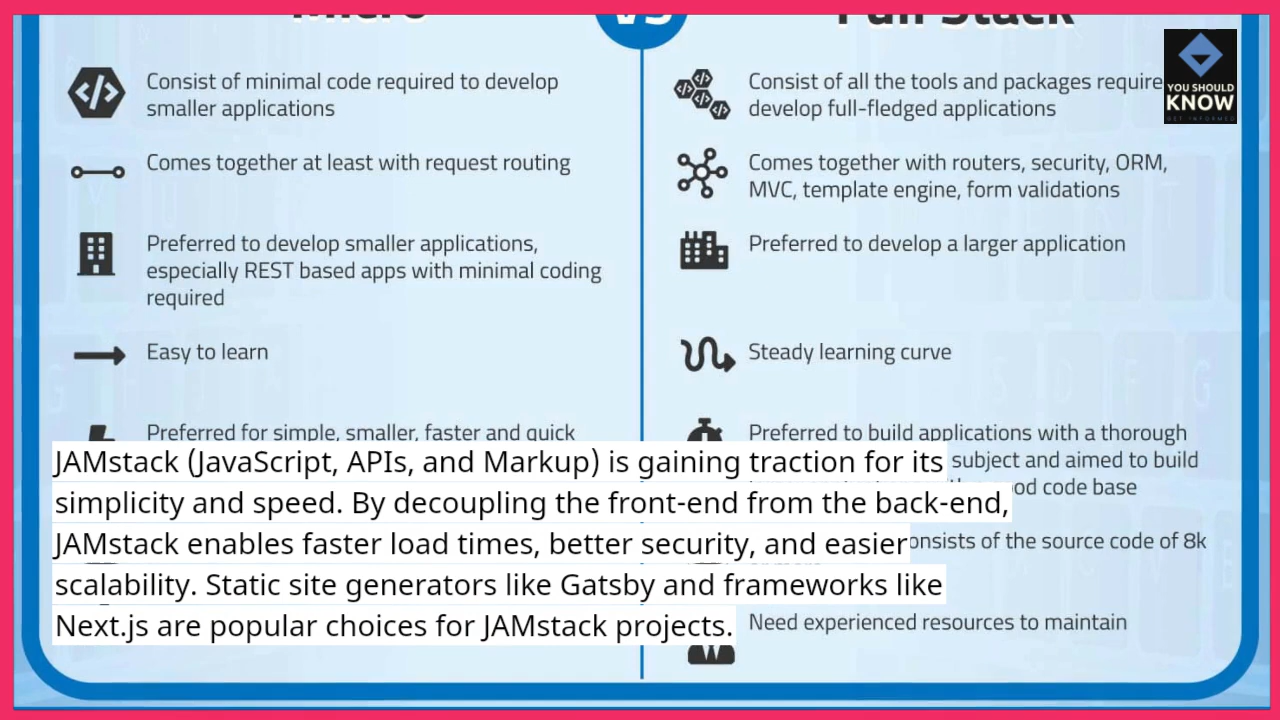 Micro
VS
Full Stack
YOU SHOULD
KNOW
GET INFORMED
Consist of minimal code required to develop
smaller applications
Comes together at least with request routing
Preferred to develop smaller applications,
especially REST based apps with minimal coding
required
Easy to learn
Preferred for simple, smaller, faster and quick
Consist of all the tools and packages require
develop full-fledged applications
Comes together with routers, security, ORM,
MVC, template engine, form validations
Preferred to develop a larger application
Steady learning curve
Preferred to build applications with a thorough
subject and aimed to build
code base
of the source code of 8k
Need experienced resources to maintain
JAMstack (JavaScript, APIs, and Markup) is gaining traction for its
simplicity and speed. By decoupling the front-end from the back-end,
JAMstack enables faster load times, better security, and easier
scalability. Static site generators like Gatsby and frameworks like
Next.js are popular choices for JAMstack projects.